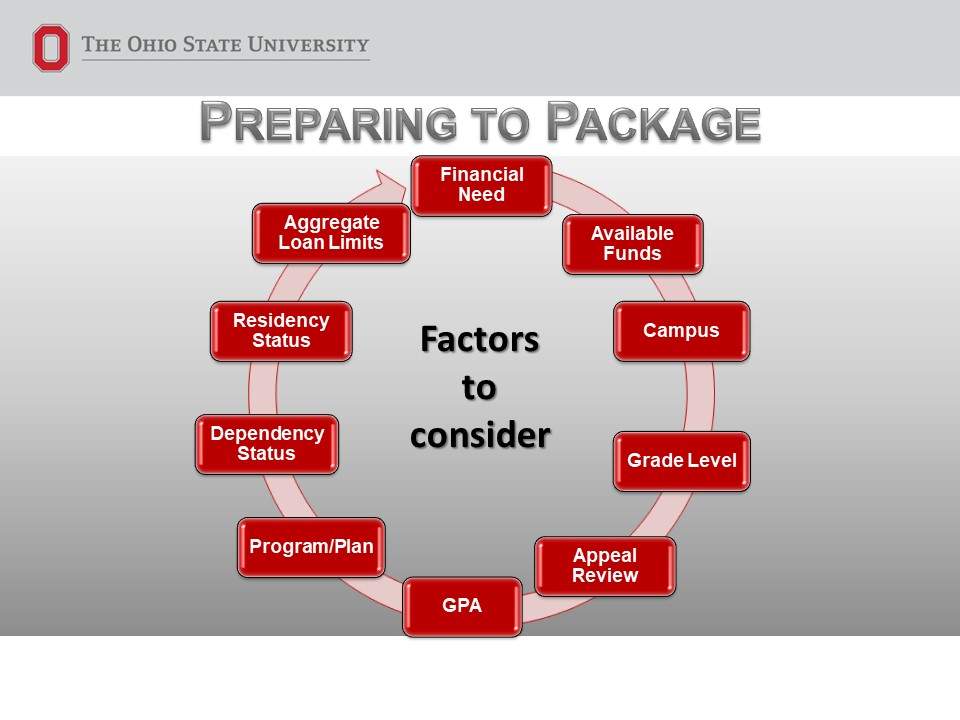 THE OHIO STATE UNIVERSITY
PREPARING TO PACKAGE
Financial
Need
Available
Funds
Campus
Grade Level
Appeal
Review
GPA
Program/Plan
Dependency
Status
Residency
Status
Aggregate
Loan Limits
Factors
to
consider